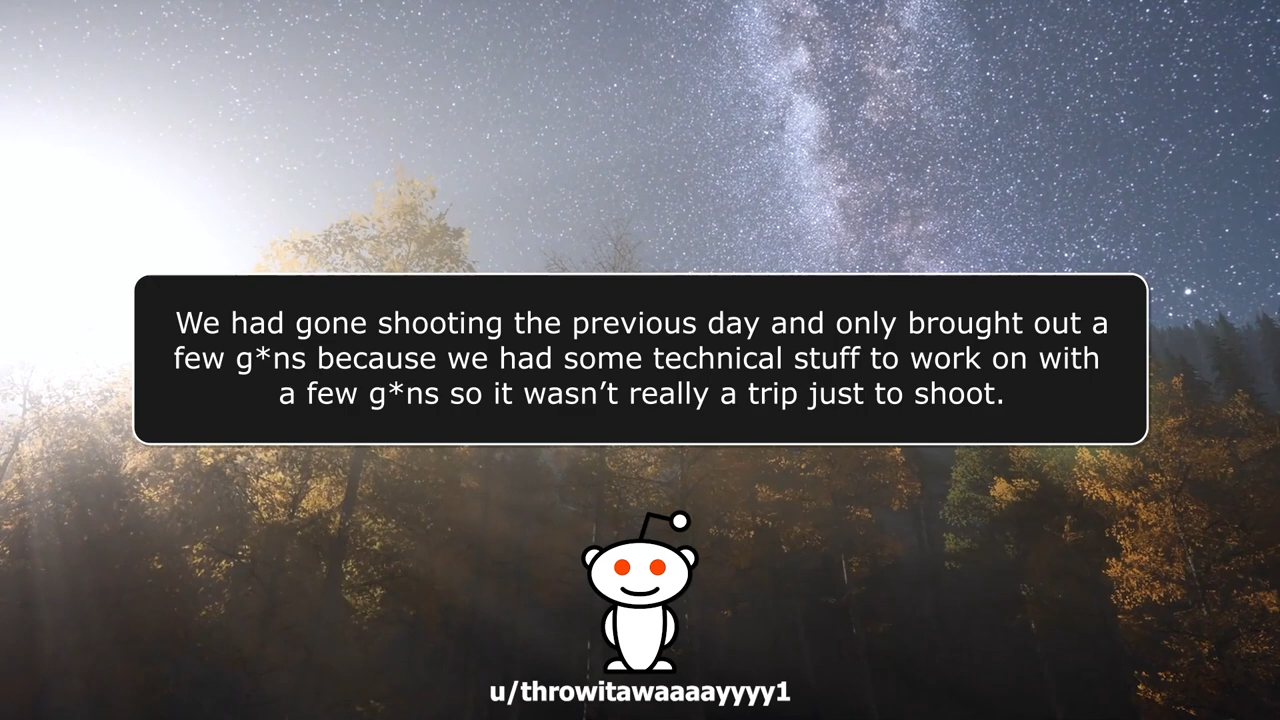 We had gone shooting the previous day and only brought out a
few g*ns because we had some technical stuff to work on with
a few g*ns so it wasn’t really a trip just to shoot.
u/throwitawaaaayyyy1